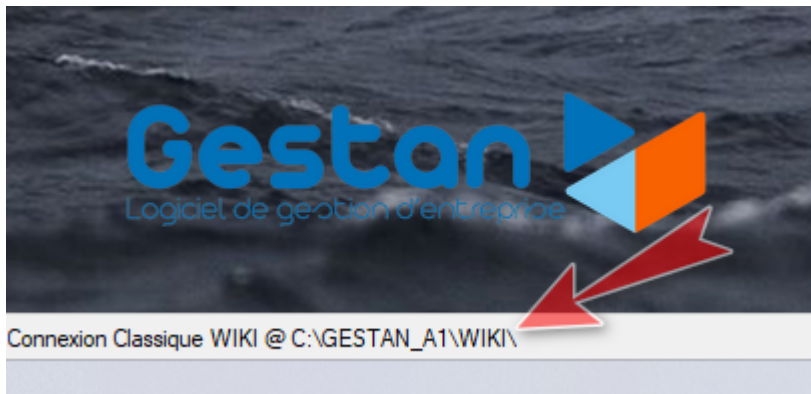 Gestan
Logiciel de gestion d'entreprise
Connexion Classique WIKI @ C:\GESTAN_A1\WIKI\